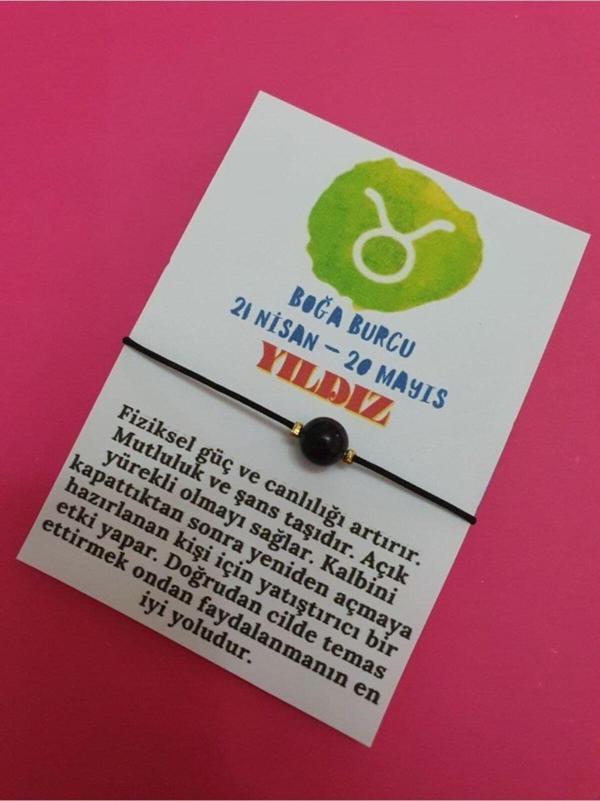 BOĞA BURCU
21 NİSAN – 20 MAYIS
YILDIZ
Fiziksel güç ve canlılığı artırır.
Mutluluk ve şans taşıdır. Açık
yürekli olmayı sağlar. Kalbini
kapattıktan sonra yeniden açmaya
hazırlanan kişi için yatıştırıcı bir
etki yapar. Doğrudan cilde temas
ettirmek ondan faydalanmanın en
iyi yoludur.